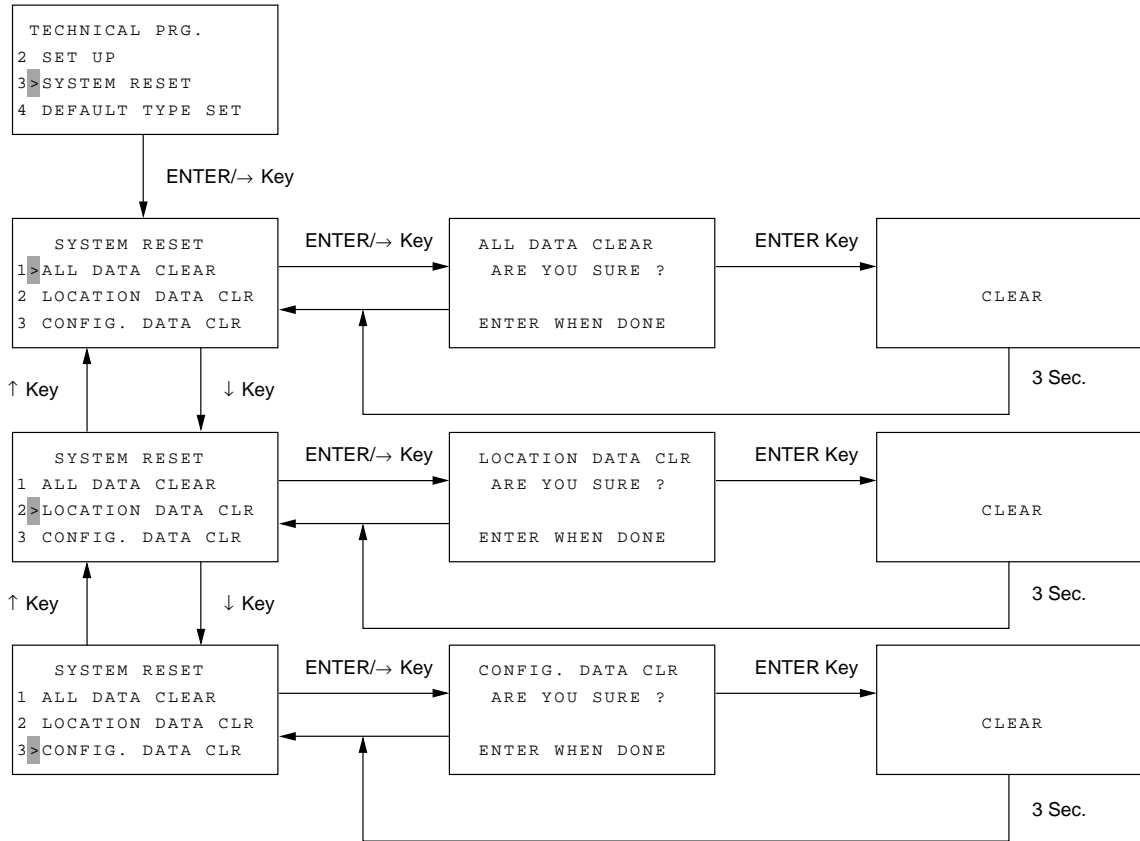 TECHNICAL PRG.
2 SET UP
3>SYSTEM RESET
4 DEFAULT TYPE SET
ENTER/→ Key
SYSTEM RESET
1>ALL DATA CLEAR
2 LOCATION DATA CLR
3 CONFIG. DATA CLR
ENTER/→ Key
ALL DATA CLEAR
ARE YOU SURE ?
ENTER WHEN DONE
ENTER Key
CLEAR
3 Sec.
↑ Key
↓ Key
SYSTEM RESET
1 ALL DATA CLEAR
2>LOCATION DATA CLR
3 CONFIG. DATA CLR
ENTER/→ Key
LOCATION DATA CLR
ARE YOU SURE ?
ENTER WHEN DONE
ENTER Key
CLEAR
3 Sec.
↑ Key
↓ Key
SYSTEM RESET
1 ALL DATA CLEAR
2 LOCATION DATA CLR
3>CONFIG. DATA CLR
ENTER/→ Key
CONFIG. DATA CLR
ARE YOU SURE ?
ENTER WHEN DONE
ENTER Key
CLEAR
3 Sec.